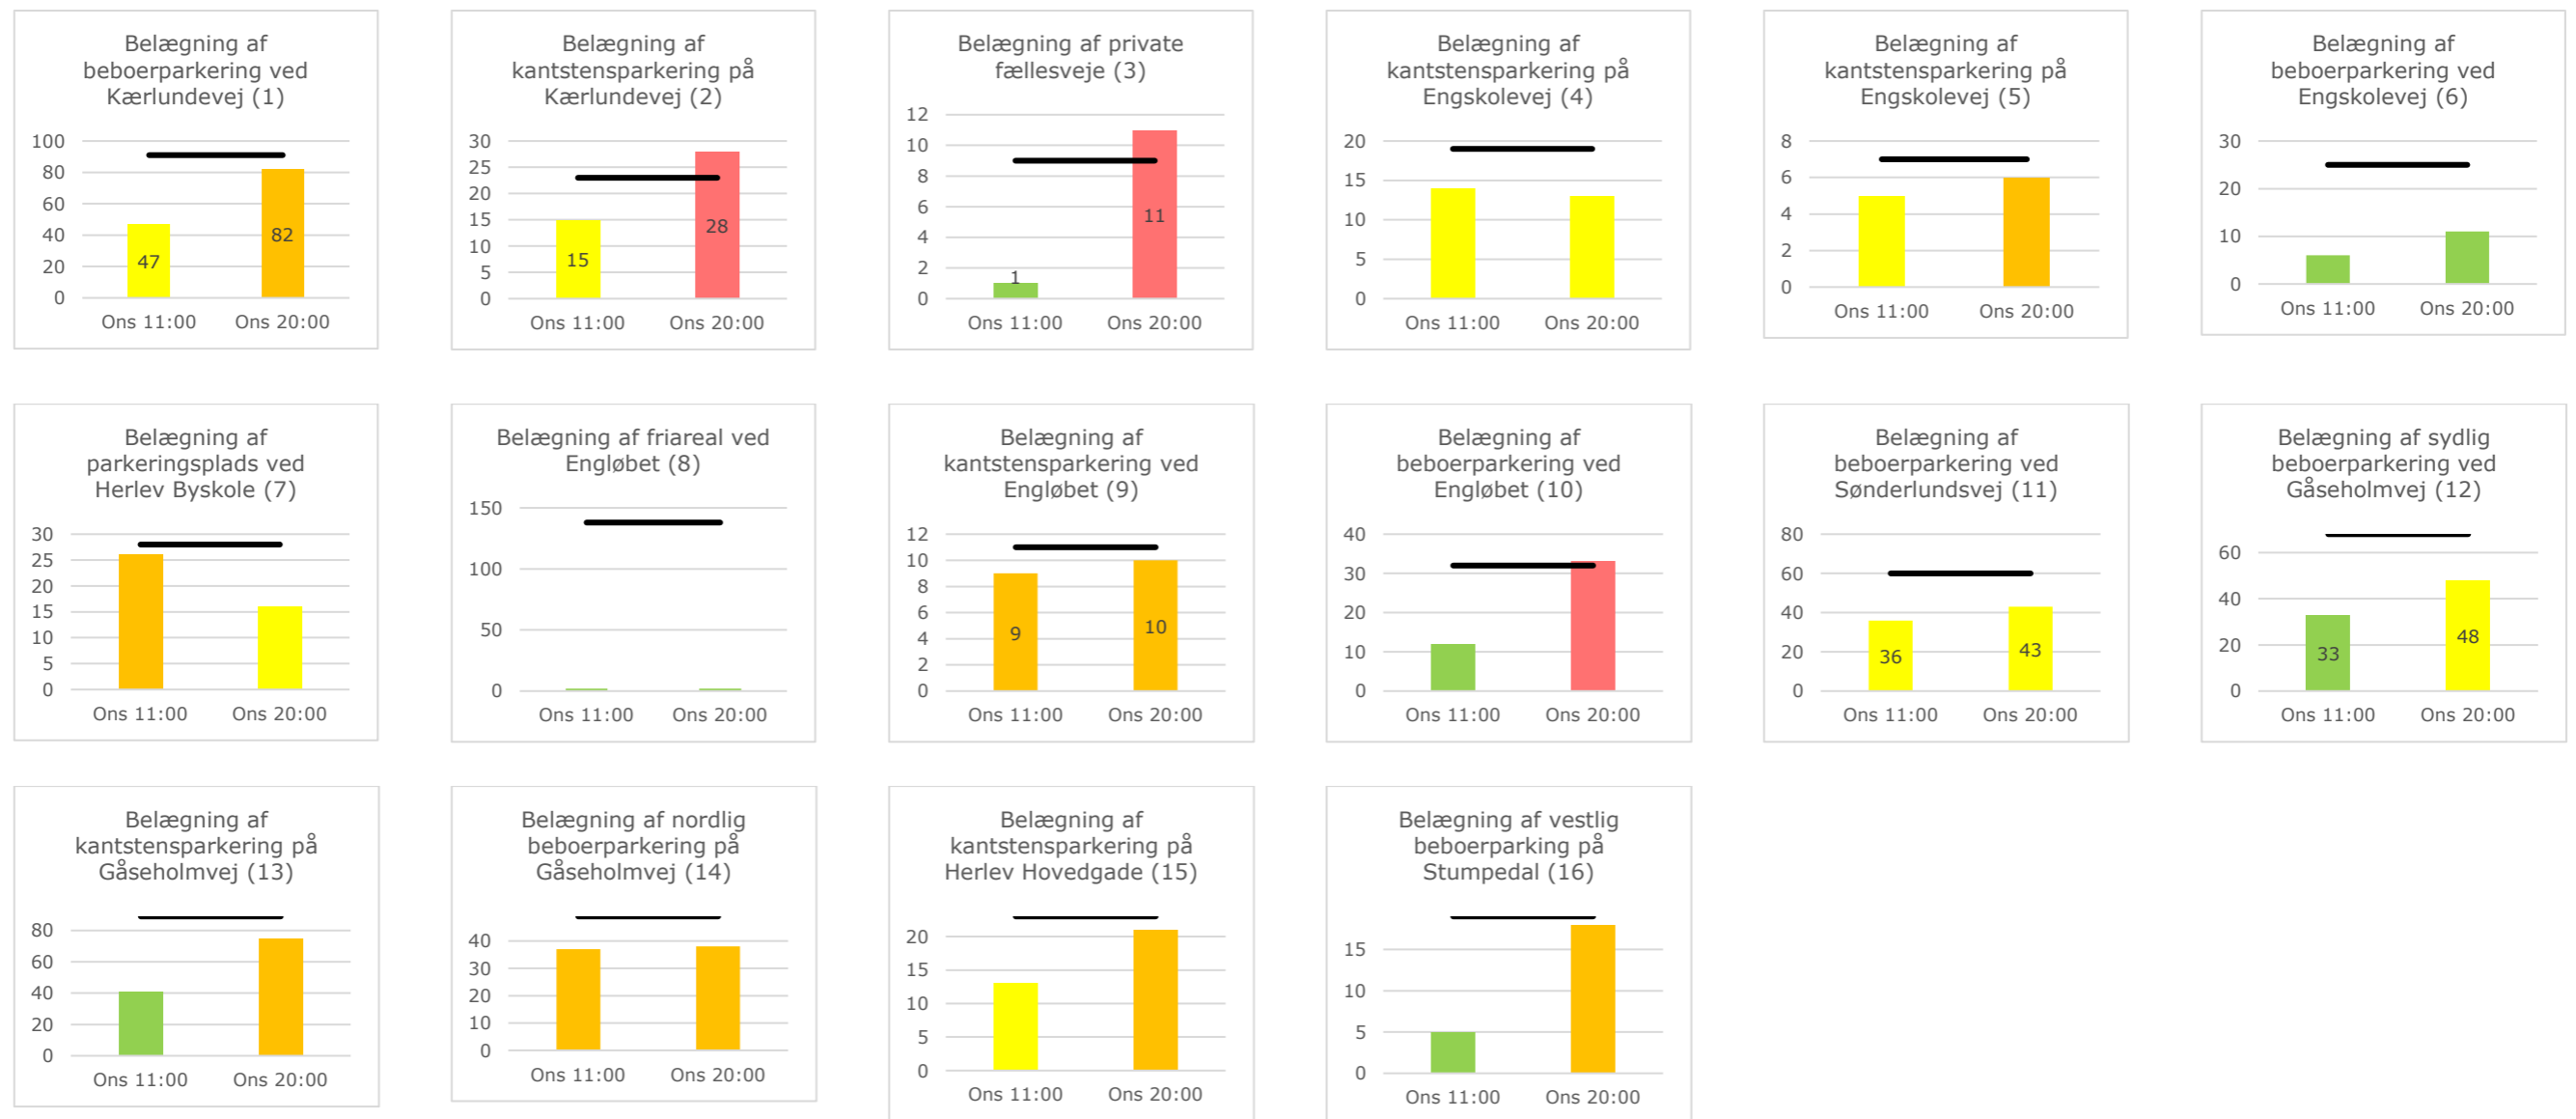 Belægning af
beboerparkering ved
Kærlundevej (1)
100
80
60
40
20
0
47
82
Ons 11:00 Ons 20:00
Belægning af
kantstensparkering på
Kærlundevej (2)
30
25
20
15
10
5
0
15
28
Ons 11:00 Ons 20:00
Belægning af private
fællesveje (3)
12
10
8
6
4
2
0
1
11
Ons 11:00 Ons 20:00
Belægning af
kantstensparkering på
Engskolevej (4)
20
15
10
5
0
Ons 11:00 Ons 20:00
Belægning af
kantstensparkering på
Engskolevej (5)
8
6
4
2
0
Ons 11:00 Ons 20:00
Belægning af
beboerparkering ved
Engskolevej (6)
30
20
10
0
Ons 11:00 Ons 20:00
Belægning af
parkeringsplads ved
Herlev Byskole (7)
30
25
20
15
10
5
0
Ons 11:00 Ons 20:00
Belægning af friareal ved
Engløbet (8)
150
100
50
0
Ons 11:00 Ons 20:00
Belægning af
kantstensparkering ved
Engløbet (9)
12
10
8
6
4
2
0
9
10
Ons 11:00 Ons 20:00
Belægning af
beboerparkering ved
Engløbet (10)
40
30
20
10
0
Ons 11:00 Ons 20:00
Belægning af
beboerparkering ved
Sønderlundsvej (11)
80
60
40
20
0
36
43
Ons 11:00 Ons 20:00
Belægning af sydlig
beboerparkering ved
Gåseholmvej (12)
60
40
20
0
33
48
Ons 11:00 Ons 20:00
Belægning af
kantstensparkering på
Gåseholmvej (13)
80
60
40
20
0
Ons 11:00 Ons 20:00
Belægning af nordlig
beboerparkering på
Gåseholmvej (14)
40
30
20
10
0
Ons 11:00 Ons 20:00
Belægning af
kantstensparkering på
Herlev Hovedgade (15)
20
15
10
5
0
Ons 11:00 Ons 20:00
Belægning af vestlig
beboerparking på
Stumpedal (16)
15
10
5
0
Ons 11:00 Ons 20:00